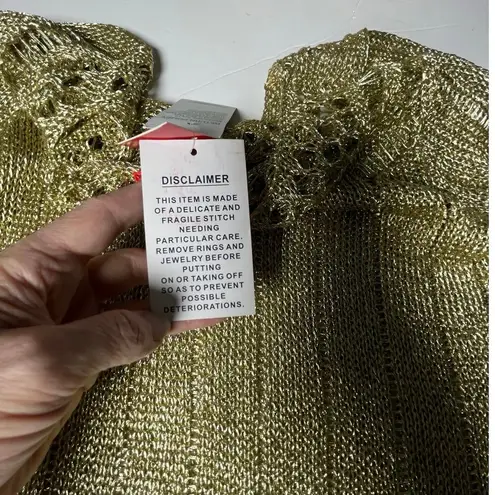 DISCLAIMER
THIS ITEM IS MADE
OF A DELICATE AND
FRAGILE STITCH
NEEDING
PARTICULAR CARE.
REMOVE RINGS AND
JEWELRY BEFORE
PUTTING
ON OR TAKING OFF
SO AS TO PREVENT
POSSIBLE
DETERIORATIONS.